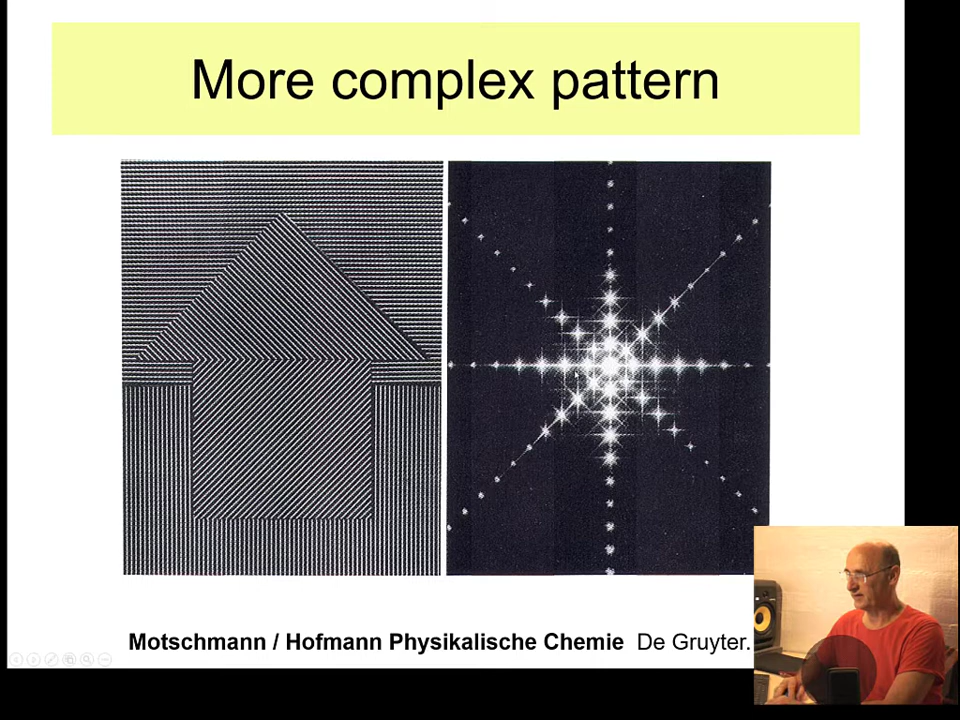 More complex pattern
Motschmann / Hofmann Physikalische Chemie De Gruyter.